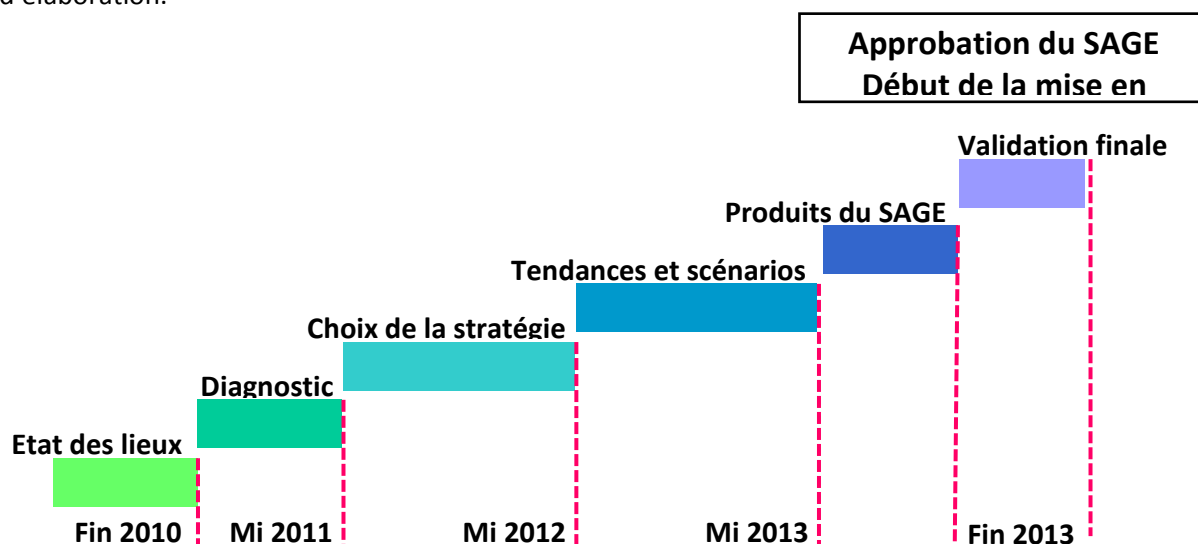 d'élaboration.
Approbation du SAGE
Début de la mise en
Validation finale
Produits du SAGE
Tendances et scénarios
Choix de la stratégie
Diagnostic
Etat des lieux
Fin 2010
Mi 2011
Mi 2012
Mi 2013
Fin 2013